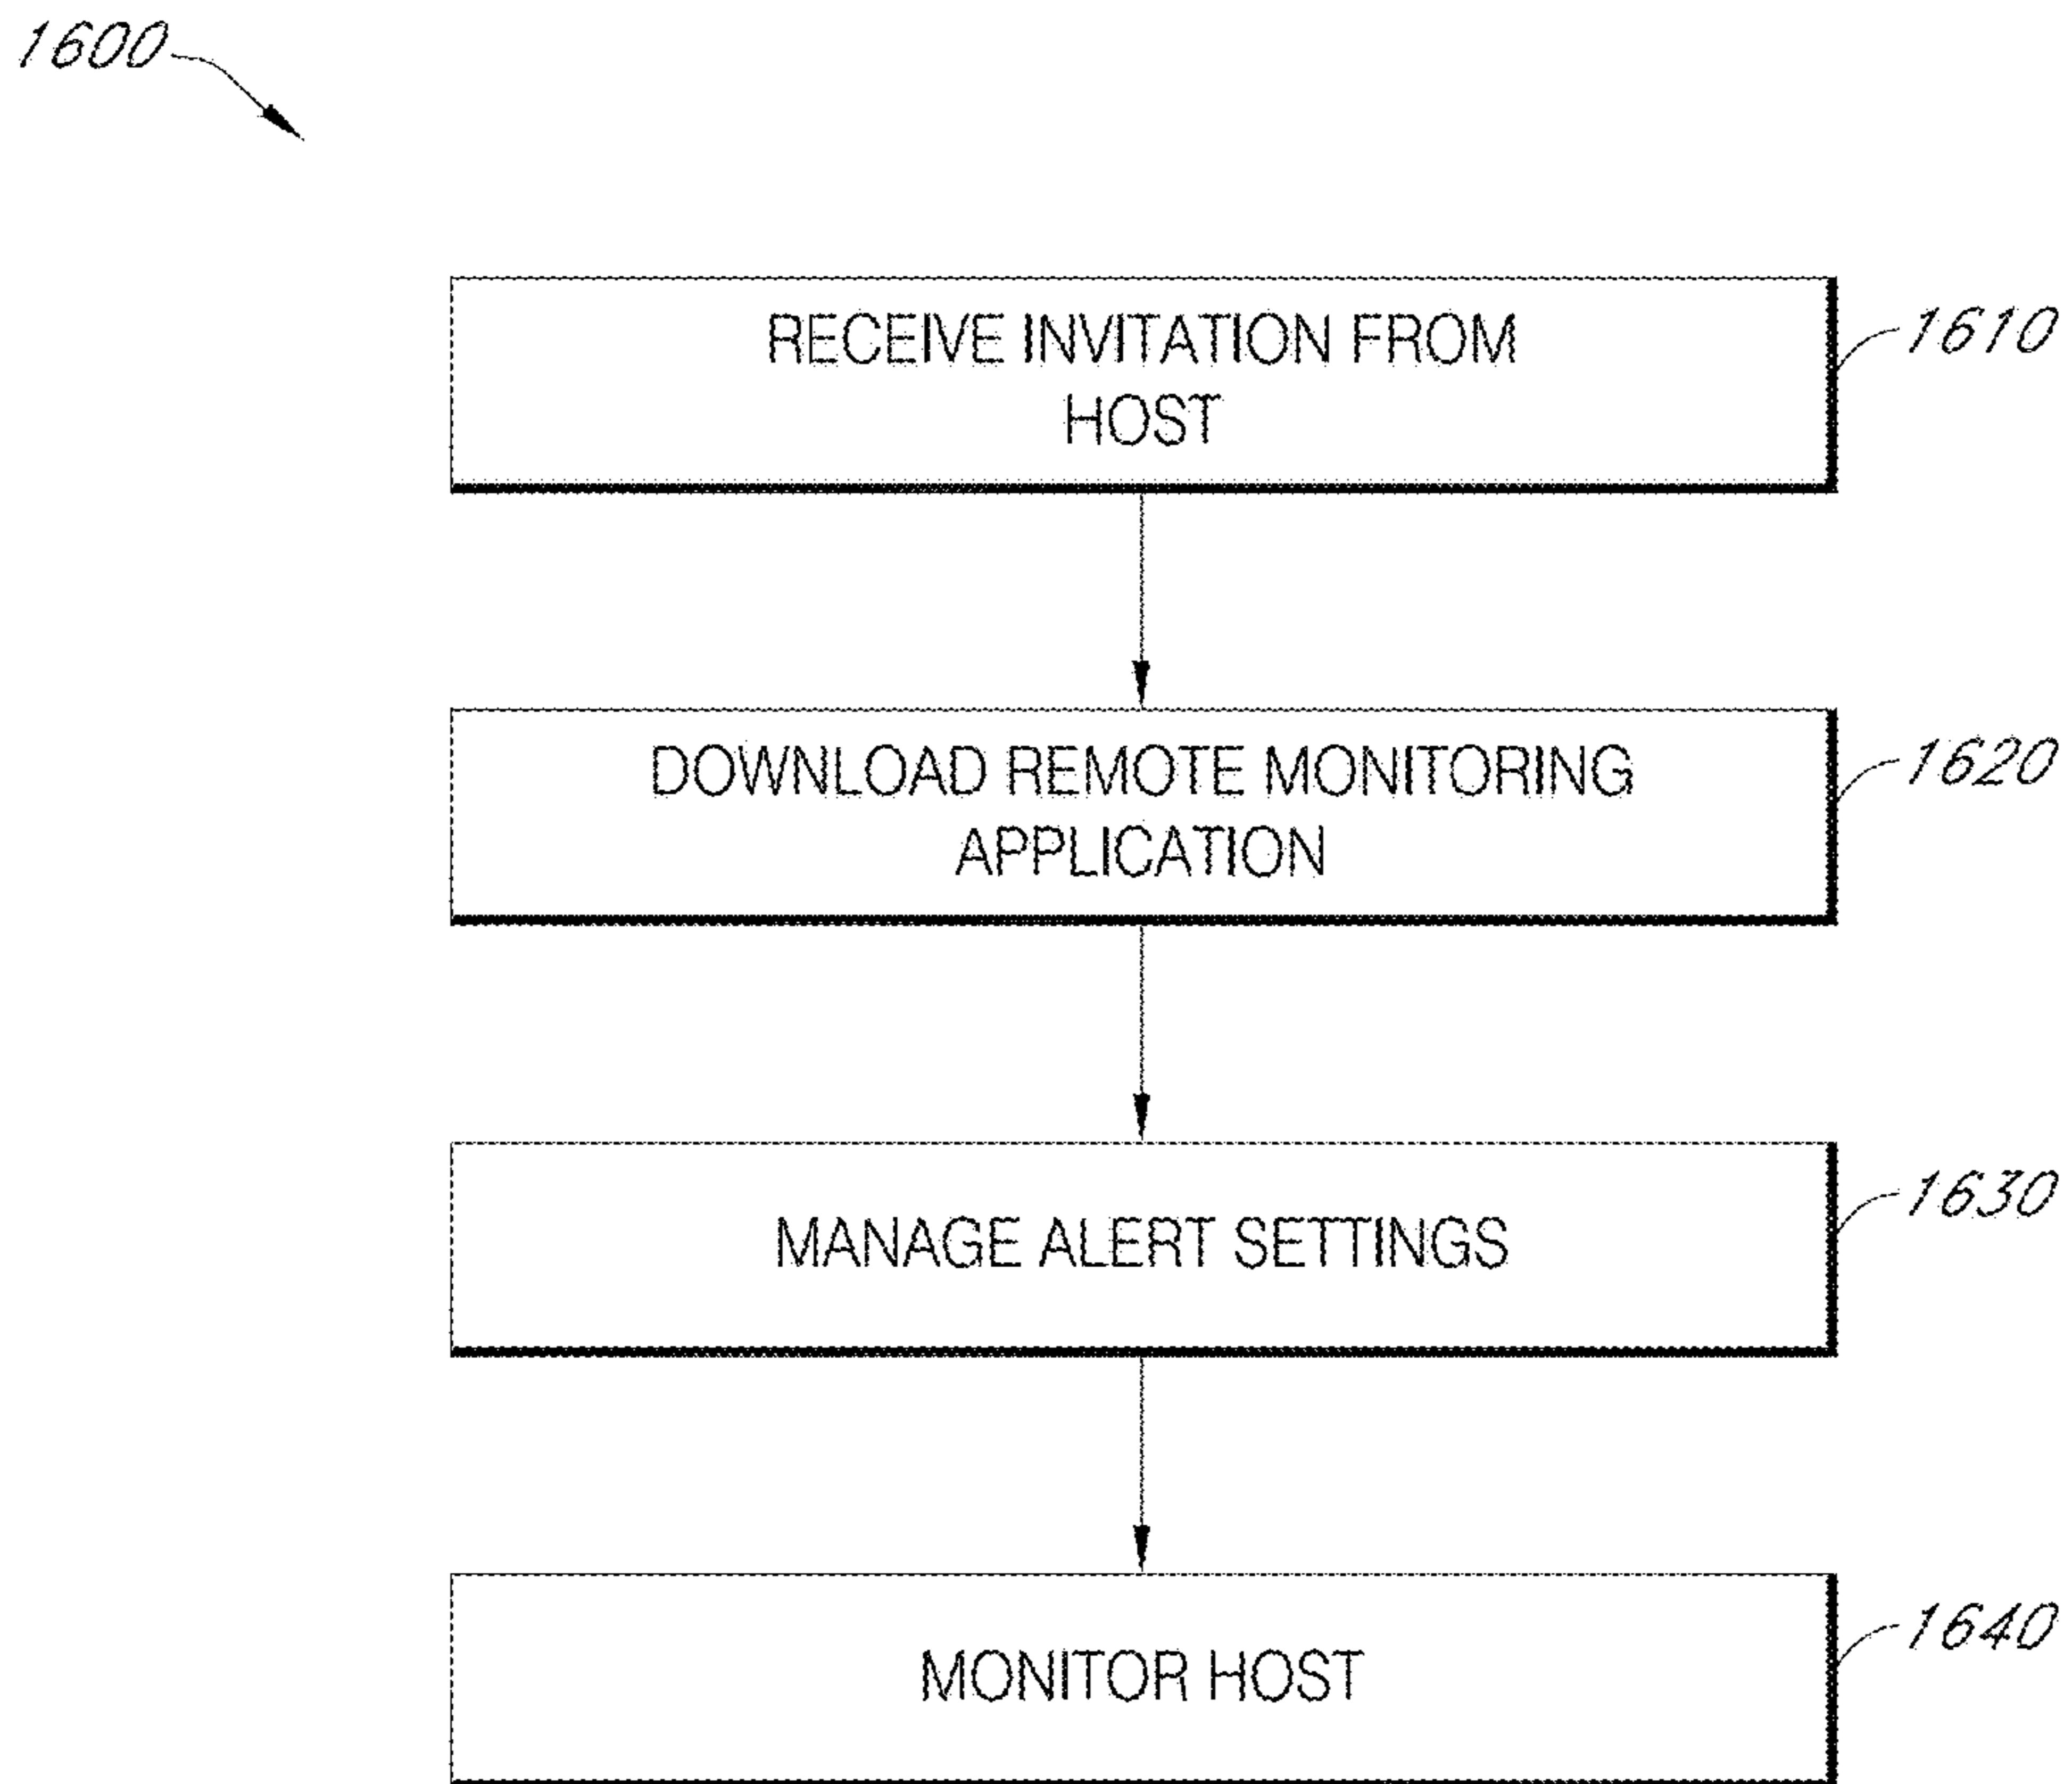 1600
RECEIVE INVITATION FROM
HOST
1610
DOWNLOAD REMOTE MONITORING
APPLICATION
1620
MANAGE ALERT SETTINGS
1630
MONITOR HOST
1640